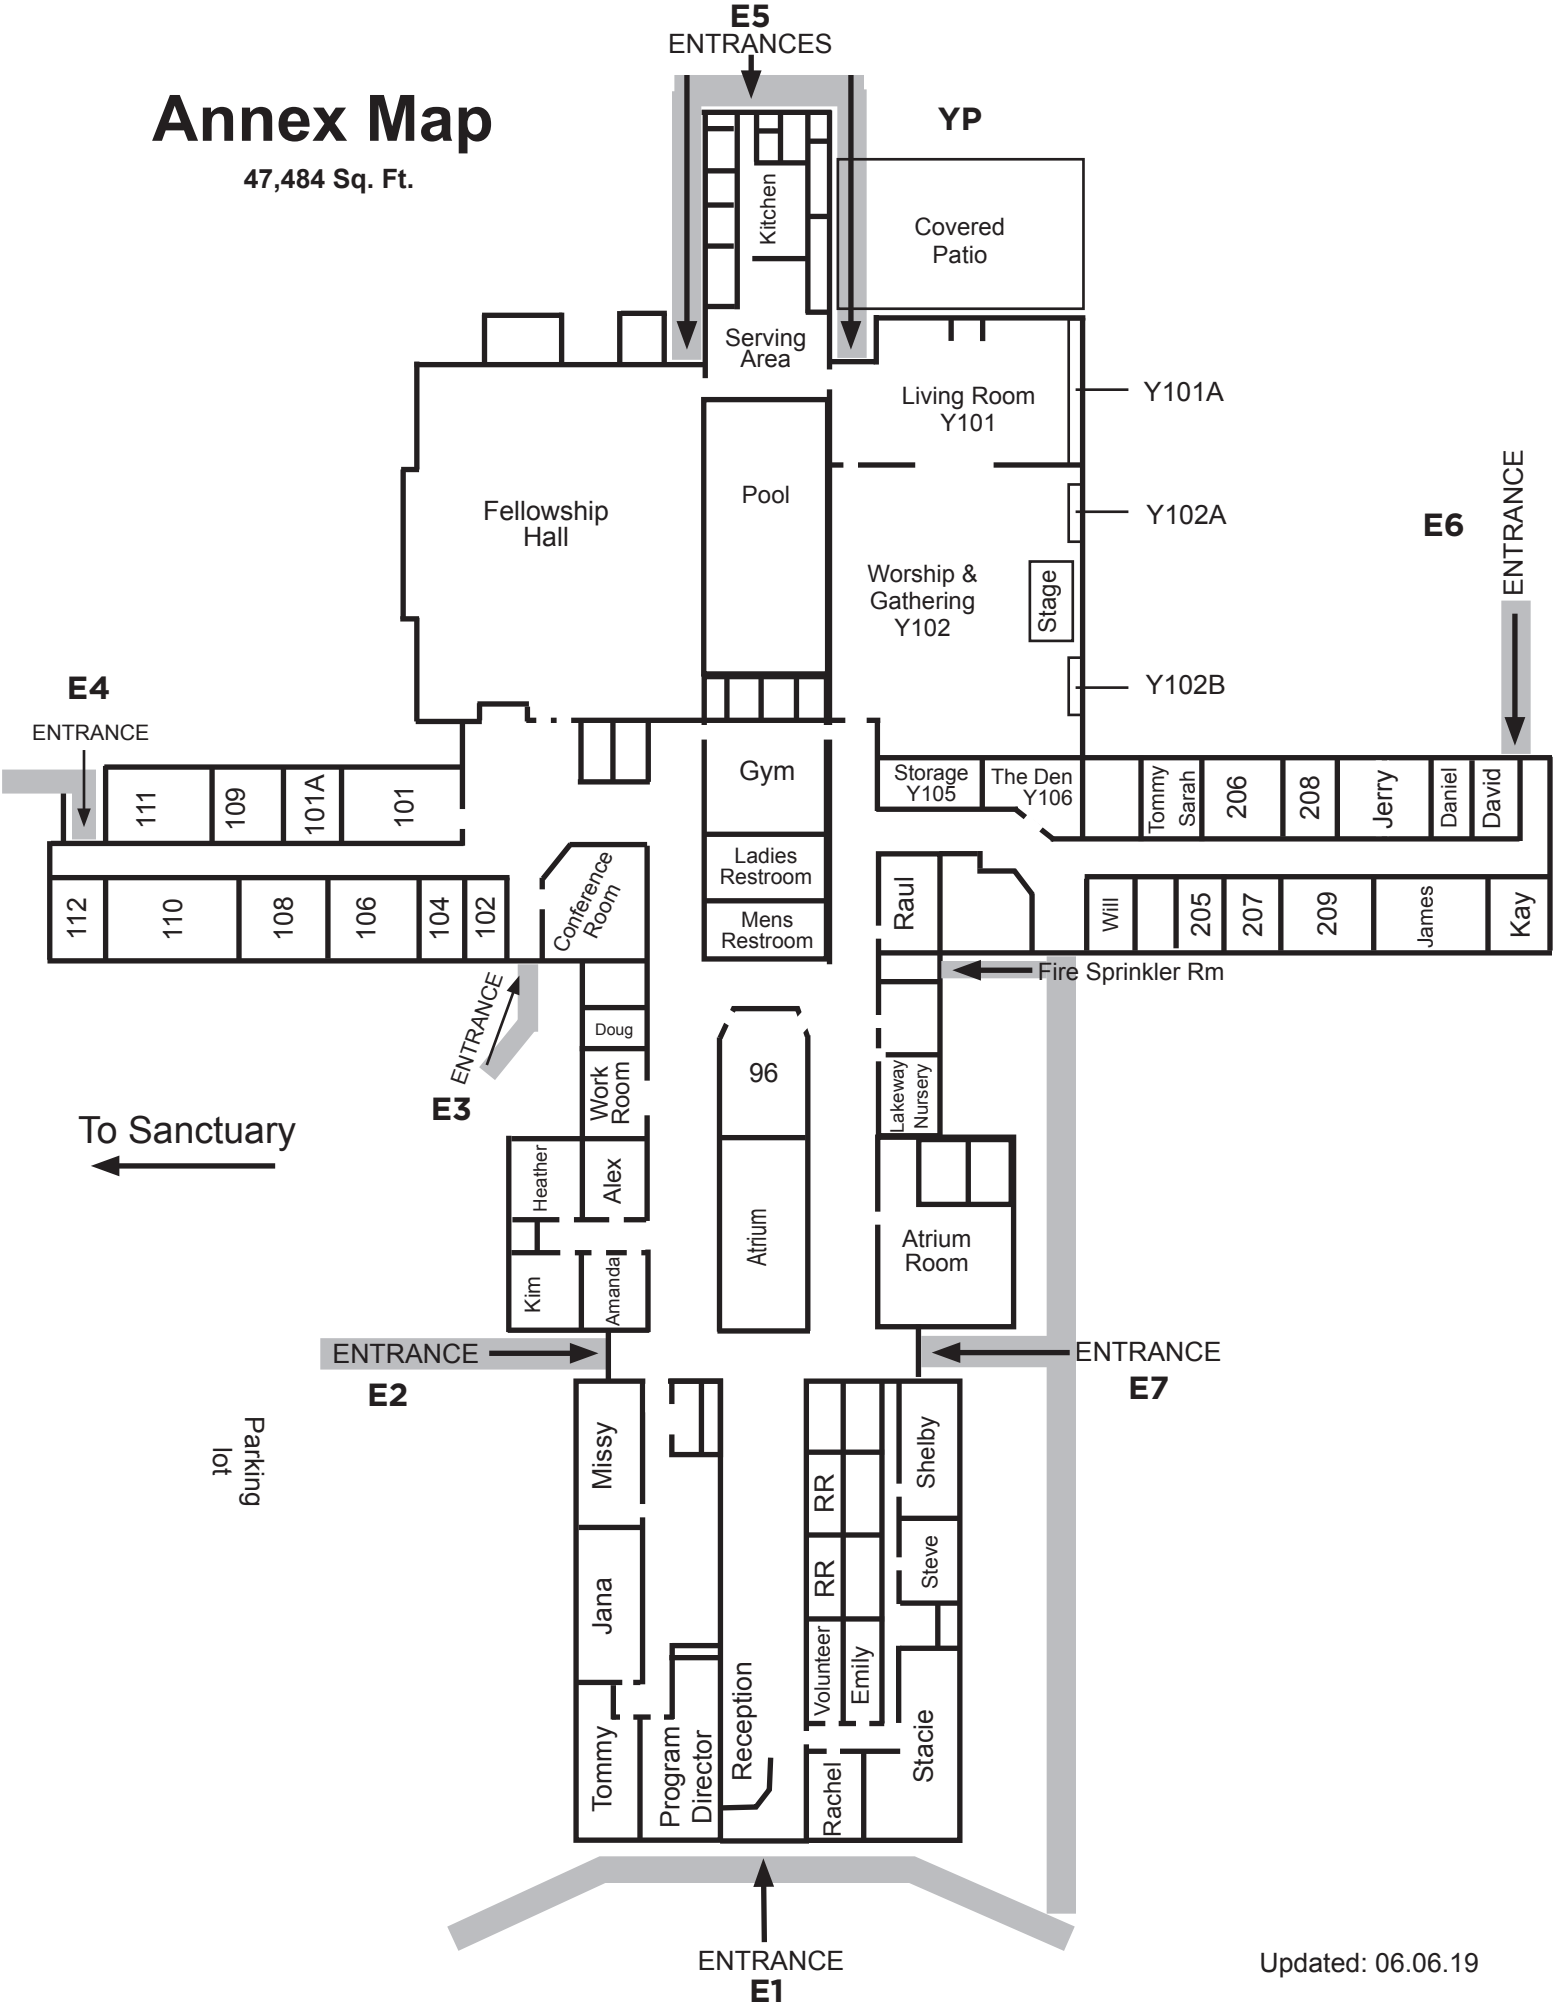 E5
ENTRANCES
Annex Map
47,484 Sq. Ft.
YP
Kitchen
Covered
Patio
Serving
Area
Living Room
Y101
Y101A
Pool
Fellowship
Hall
Y102A
E6
ENTRANCE
Worship &
Gathering
Y102
Stage
Y102B
E4
ENTRANCE
111
109
101A
101
Gym
Storage
Y105
The Den
Y106
Tommy
Sarah
206
208
Jerry
Daniel
David
112
110
108
106
104
102
Conference
Room
Ladies
Restroom
Mens
Restroom
Raul
Will
205
207
209
James
Kay
Fire Sprinkler Rm
ENTRANCE
E3
Doug
Work
Room
96
Lakeway
Nursery
To Sanctuary
Heather
Alex
Atrium
Atrium
Room
Kim
Amanda
ENTRANCE
E2
ENTRANCE
E7
Parking
lot
Missy
RR
Shelby
Jana
RR
Steve
Volunteer
Emily
Tommy
Program
Director
Reception
Rachel
Stacie
ENTRANCE
E1
Updated: 06.06.19